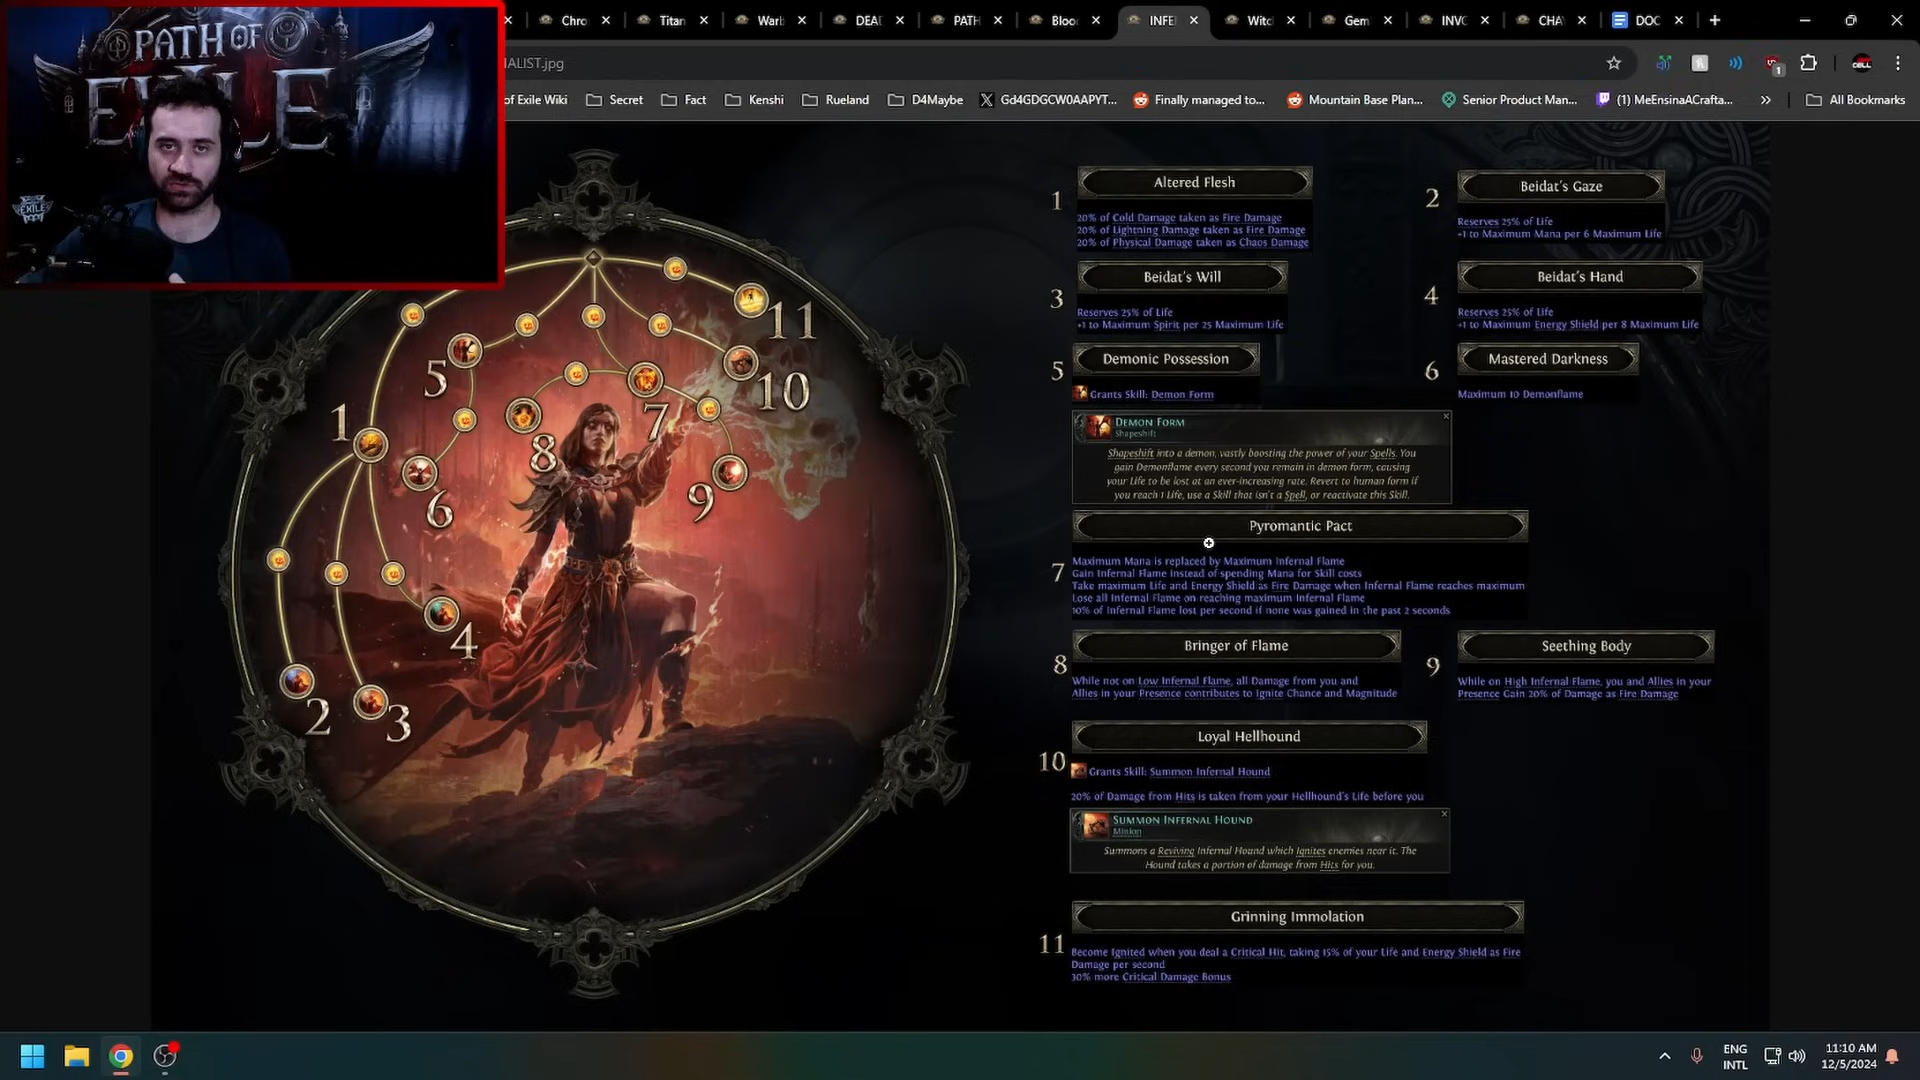 PATH OF
EXILE
EXILE
Chro
Titan
Warb
DEA
PATH
Bloo
INFE
Witc
Gem
INVO
CHA
DOC
IALIST.jpg
1
CELL
of Exile Wiki
Secret
Fact
Kenshi
Rueland
D4Maybe
Gd4GDGCW0AAPYT...
Finally managed to...
Mountain Base Plan...
Senior Product Man...
(1) MeEnsinaACrafta...
All Bookmarks
1
2
3
4
5
6
7
8
9
10
11
1
Altered Flesh
20% of Cold Damage taken as Fire Damage
20% of Lightning Damage taken as Fire Damage
20% of Physical Damage taken as Chaos Damage
2
Beidat's Gaze
Reserves 25% of Life
+1 to Maximum Mana per 6 Maximum Life
3
Beidat's Will
Reserves 25% of Life
+1 to Maximum Spirit per 25 Maximum Life
4
Beidat's Hand
Reserves 25% of Life
+1 to Maximum Energy Shield per 8 Maximum Life
5
Demonic Possession
Grants Skill: Demon Form
6
Mastered Darkness
Maximum 10 Demonflame
DEMON FORM
Shapeshift
Shapeshift into a demon, vastly boosting the power of your Spells. You
gain Demonflame every second you remain in demon form, causing
your Life to be lost at an ever-increasing rate. Revert to human form if
you reach 1 Life, use a Skill that isn't a Spell, or reactivate this Skill.
7
Pyromantic Pact
Maximum Mana is replaced by Maximum Infernal Flame
Gain Infernal Flame instead of spending Mana for Skill costs
Take maximum Life and Energy Shield as Fire Damage when Infernal Flame reaches maximum
Lose all Infernal Flame on reaching maximum Infernal Flame
10% of Infernal Flame lost per second if none was gained in the past 2 seconds
8
Bringer of Flame
While not on Low Infernal Flame, all Damage from you and
Allies in your Presence contributes to Ignite Chance and Magnitude
9
Seething Body
While on High Infernal Flame, you and Allies in your
Presence Gain 20% of Damage as Fire Damage
10
Loyal Hellhound
Grants Skill: Summon Infernal Hound
20% of Damage from Hits is taken from your Hellhound's Life before you
SUMMON INFERNAL HOUND
Minion
Summons a Reviving Infernal Hound which Ignites enemies near it. The
Hound takes a portion of damage from Hits for you.
11
Grinning Immolation
Become Ignited when you deal a Critical Hit, taking 15% of your Life and Energy Shield as Fire
Damage per second
30% more Critical Damage Bonus
ENG
INTL
11:10 AM
12/5/2024